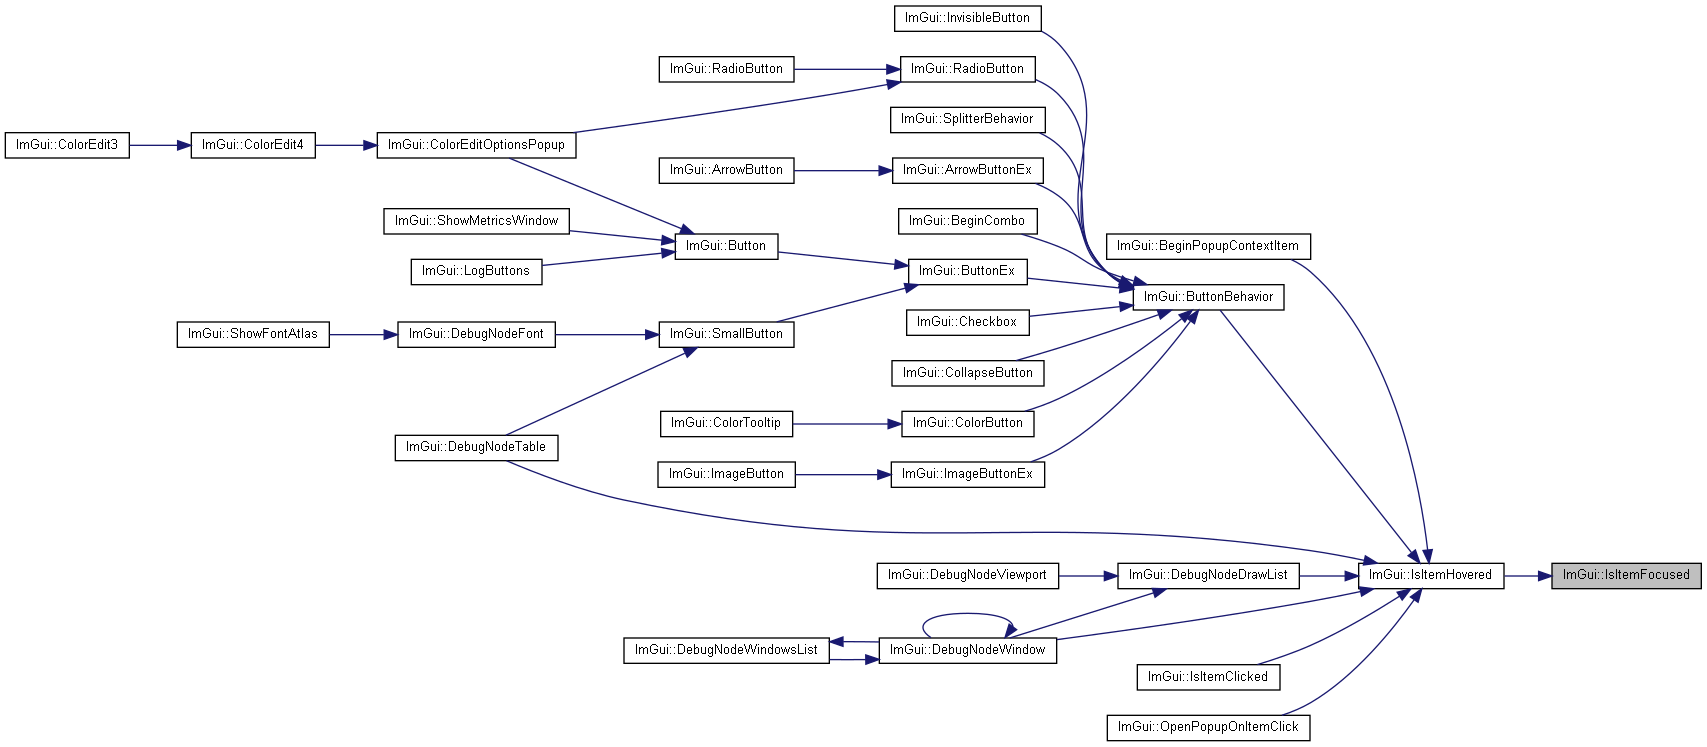 ImGui::InvisibleButton
ImGui::RadioButton
ImGui::RadioButton
ImGui::SplitterBehavior
ImGui::ColorEdit3
ImGui::ColorEdit4
ImGui::ColorEditOptionsPopup
ImGui::ArrowButton
ImGui::ArrowButtonEx
ImGui::ShowMetricsWindow
ImGui::BeginCombo
ImGui::Button
ImGui::BeginPopupContextItem
ImGui::LogButtons
ImGui::ButtonEx
ImGui::ButtonBehavior
ImGui::Checkbox
ImGui::ShowFontAtlas
ImGui::DebugNodeFont
ImGui::SmallButton
ImGui::CollapseButton
ImGui::ColorTooltip
ImGui::ColorButton
ImGui::DebugNodeTable
ImGui::ImageButton
ImGui::ImageButtonEx
ImGui::DebugNodeViewport
ImGui::DebugNodeDrawList
ImGui::IsItemHovered
ImGui::IsItemFocused
ImGui::DebugNodeWindowsList
ImGui::DebugNodeWindow
ImGui::IsItemClicked
ImGui::OpenPopupOnItemClick